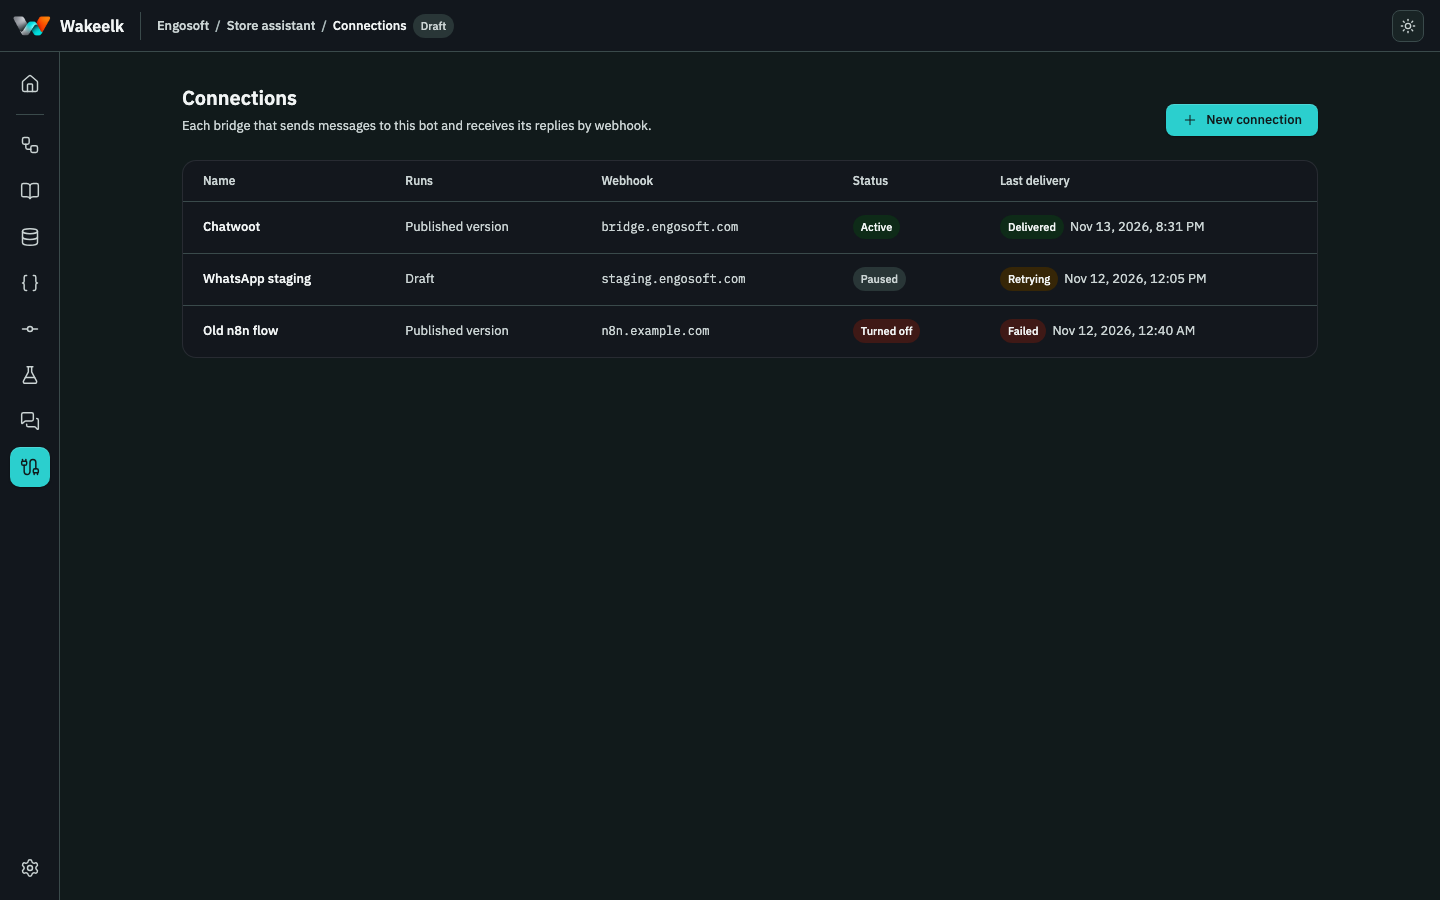 Wakeelk
Engosoft / Store assistant / Connections Draft
Connections
Each bridge that sends messages to this bot and receives its replies by webhook.
New connection
Name Runs Webhook Status Last delivery
Chatwoot Published version bridge.engosoft.com Active Delivered Nov 13, 2026, 8:31 PM
WhatsApp staging Draft staging.engosoft.com Paused Retrying Nov 12, 2026, 12:05 PM
Old n8n flow Published version n8n.example.com Turned off Failed Nov 12, 2026, 12:40 AM